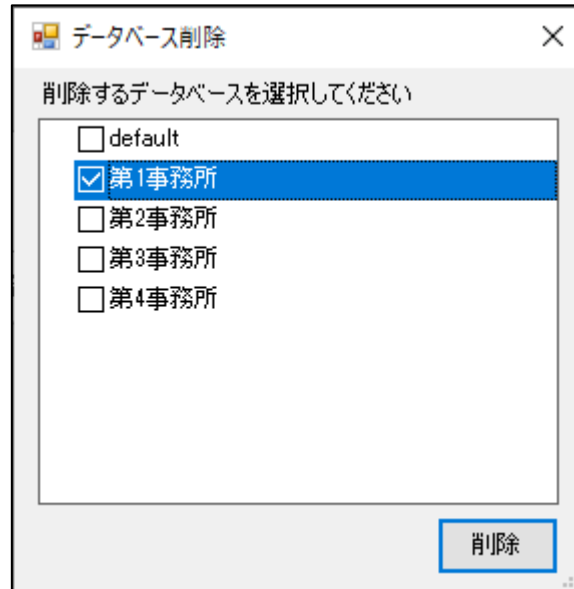 データベース削除
削除するデータベースを選択してください
default
第1事務所
第2事務所
第3事務所
第4事務所
削除